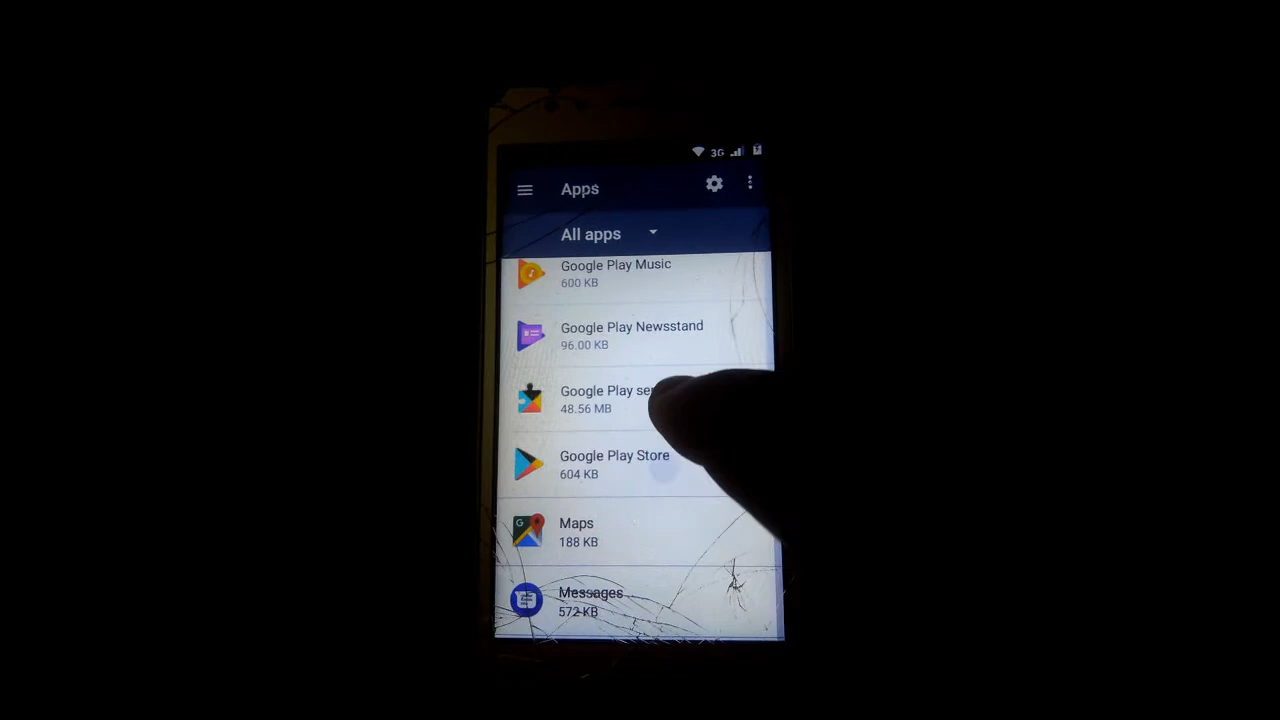 3G
Apps
All apps
Google Play Music
600 KB
Google Play Newsstand
96.00 KB
Google Play
48.56 MB
Google Play Store
604 KB
Maps
188 KB
Messages
572 KB